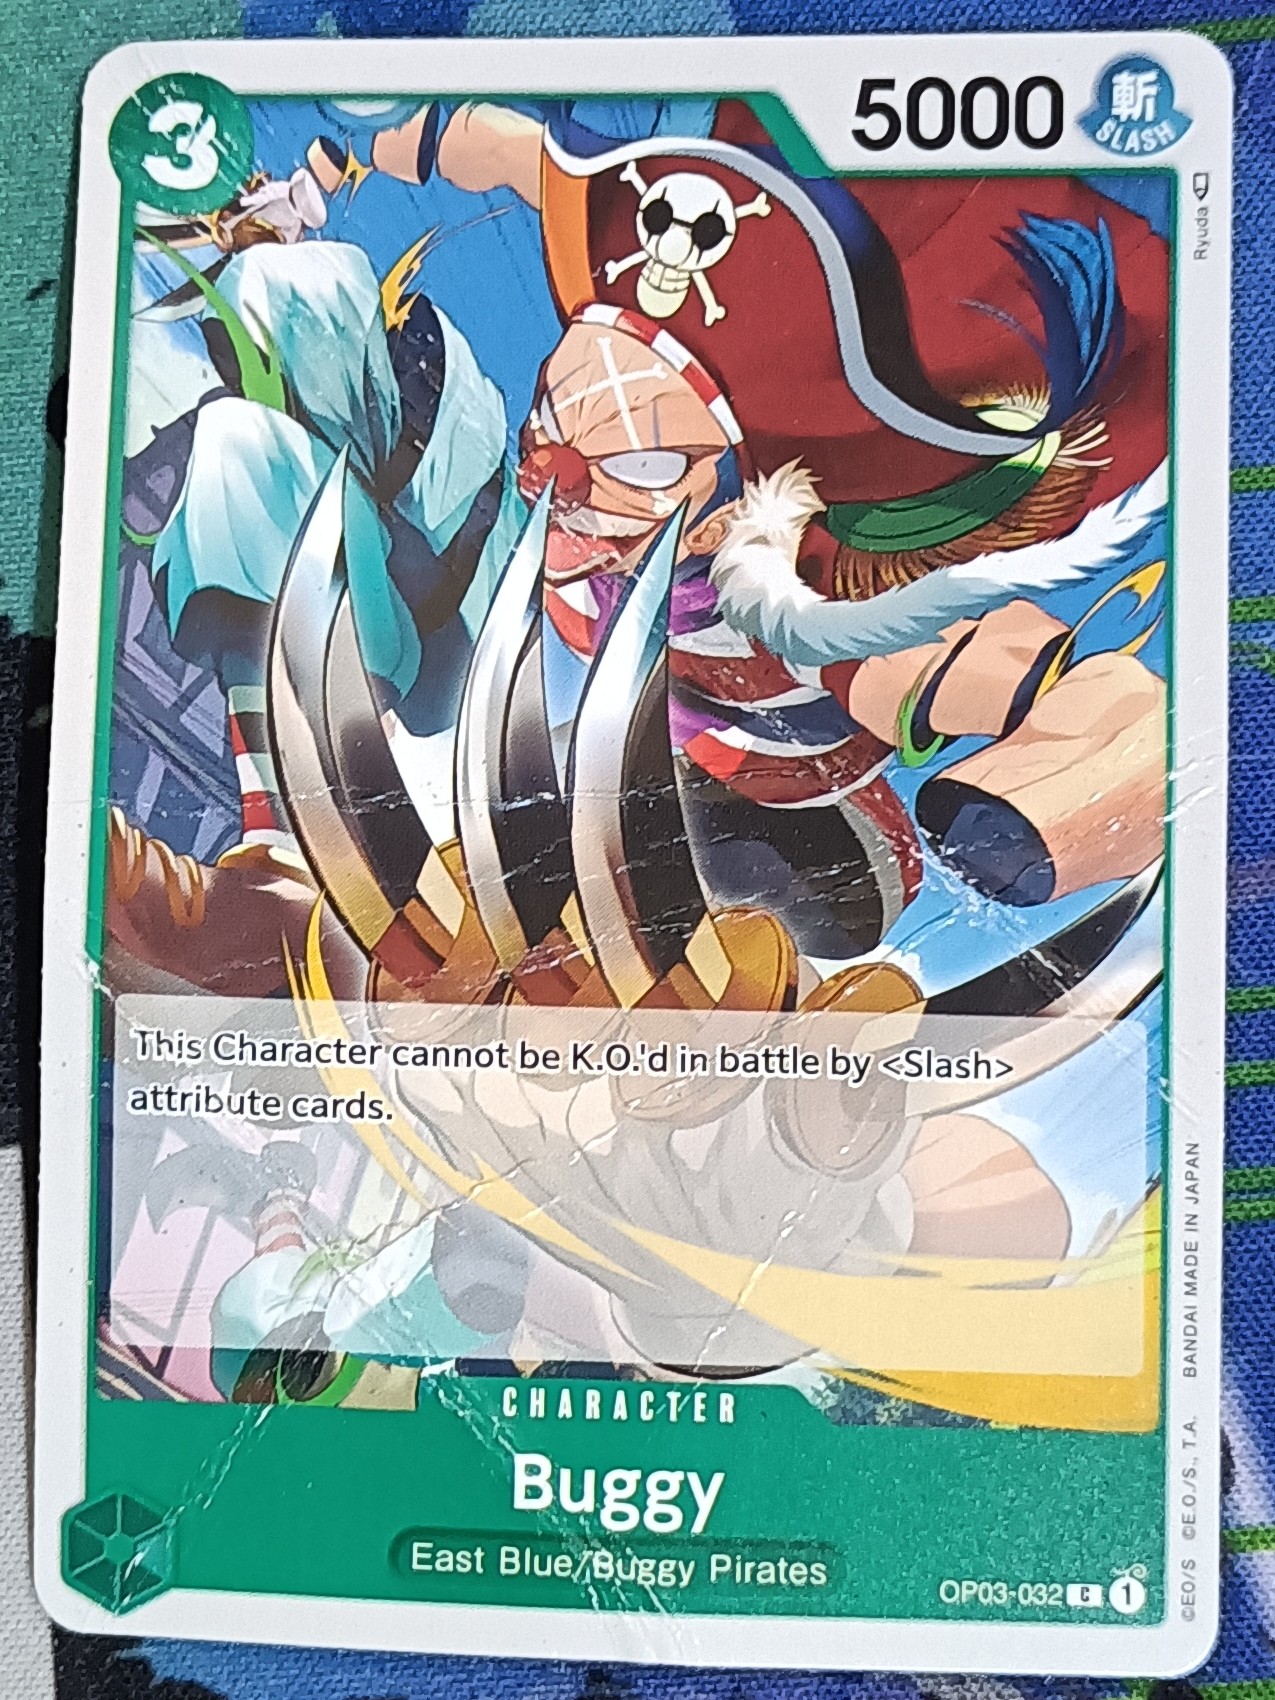 3
5000
斬
SLASH
Ryuda
This Character cannot be K.O.'d in battle by <Slash>
attribute cards.
CHARACTER
Buggy
East Blue/Buggy Pirates
OP03-032 C 1
©EO/S ©E.O./S., T.A. BANDAI MADE IN JAPAN